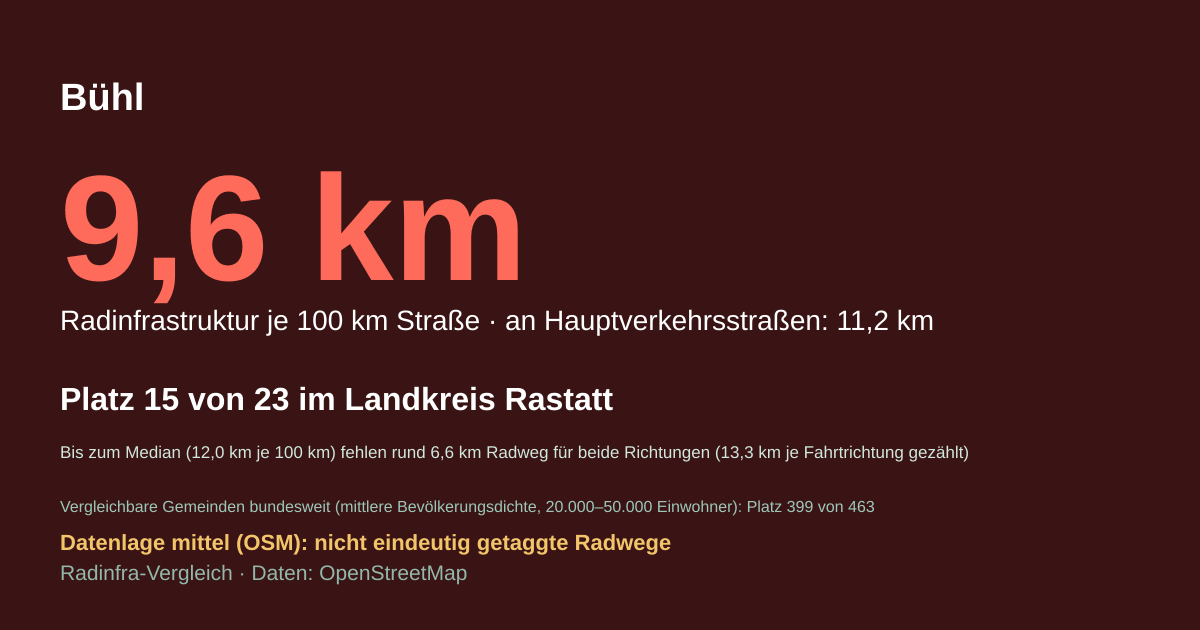 Bühl
9,6 km
Radinfrastruktur je 100 km Straße · an Hauptverkehrsstraßen: 11,2 km
Platz 15 von 23 im Landkreis Rastatt
Bis zum Median (12,0 km je 100 km) fehlen rund 6,6 km Radweg für beide Richtungen (13,3 km je Fahrtrichtung gezählt)
Vergleichbare Gemeinden bundesweit (mittlere Bevölkerungsdichte, 20.000–50.000 Einwohner): Platz 399 von 463
Datenlage mittel (OSM): nicht eindeutig getaggte Radwege
Radinfra-Vergleich · Daten: OpenStreetMap